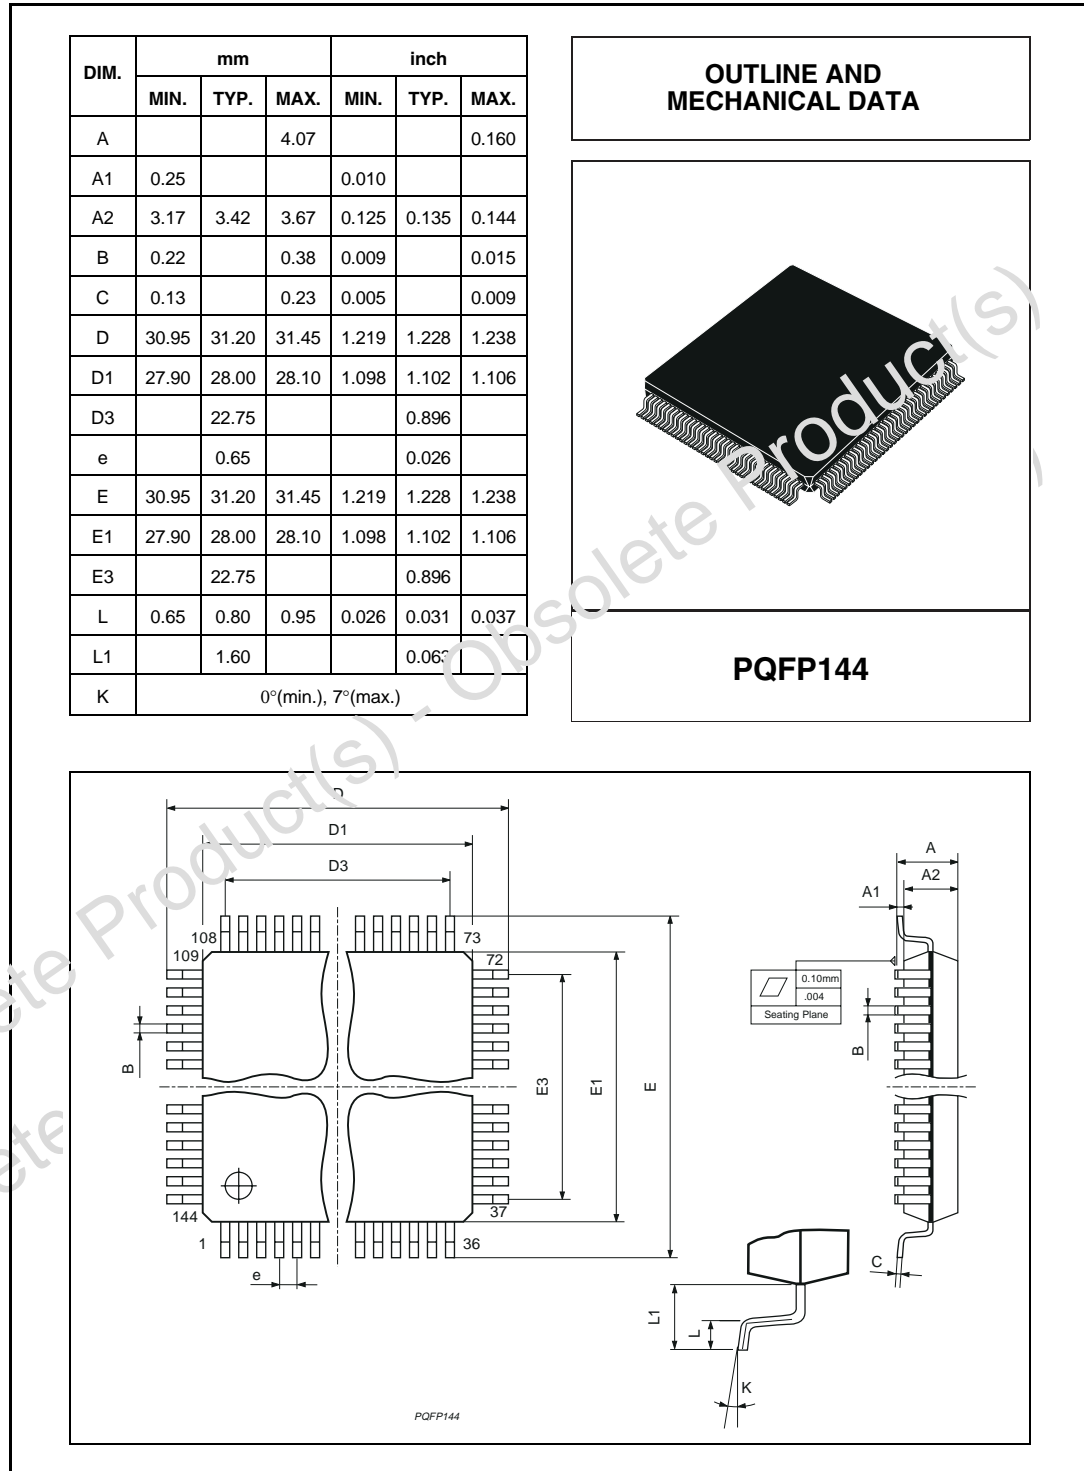 DIM. mm inch
MIN. TYP. MAX. MIN. TYP. MAX.
A 4.07 0.160
A1 0.25 0.010
A2 3.17 3.42 3.67 0.125 0.135 0.144
B 0.22 0.38 0.009 0.015
C 0.13 0.23 0.005 0.009
D 30.95 31.20 31.45 1.219 1.228 1.238
D1 27.90 28.00 28.10 1.098 1.102 1.106
D3 22.75 0.896
e 0.65 0.026
E 30.95 31.20 31.45 1.219 1.228 1.238
E1 27.90 28.00 28.10 1.098 1.102 1.106
E3 22.75 0.896
L 0.65 0.80 0.95 0.026 0.031 0.037
L1 1.60 0.063
K 0°(min.), 7°(max.)
OUTLINE AND
MECHANICAL DATA
PQFP144
D
D1
D3
108
73
109
72
B
E3
E1
E
144
37
1
36
e
A
A2
A1
0.10mm
.004
Seating Plane
B
C
L1
L
K
PQFP144
Product(s) - Obsolete Product(s)